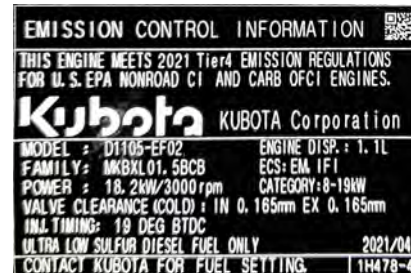 EMISSION CONTROL INFORMATION
THIS ENGINE MEETS 2021 Tier4 EMISSION REGULATIONS
FOR U.S.EPA NONROAD CI AND CARB OFCI ENGINES.
Kubota KUBOTA Corporation
MODEL : D1105-EF02 ENGINE DISP.: 1.1L
FAMILY: MKBXL01.5BCB ECS: EM, IFI
POWER : 18.2kW/3000rpm CATEGORY:8-19kW
VALVE CLEARANCE (COLD) : IN 0.165mm EX 0.165mm
INJ.TIMING: 19 DEG BTDC
ULTRA LOW SULFUR DIESEL FUEL ONLY 2021/04
CONTACT KUBOTA FOR FUEL SETTING. 1H478-